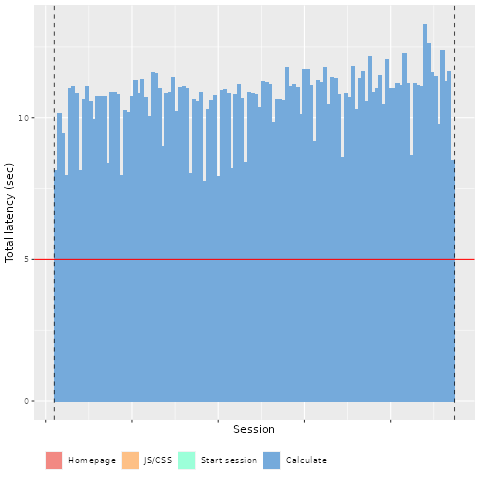 Total latency (sec)
10
5
0
Session
Homepage JS/CSS Start session Calculate